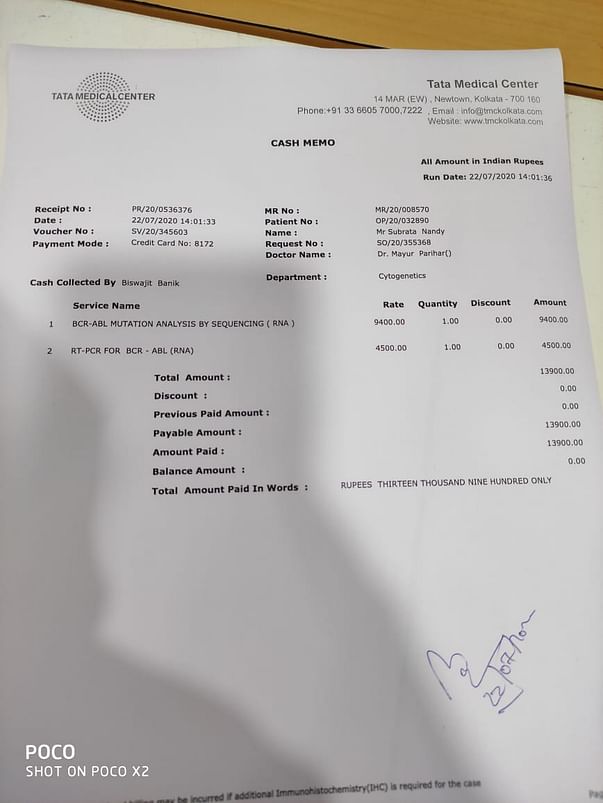 TATA MEDICAL CENTER
Tata Medical Center
14 MAR (EW) , Newtown, Kolkata - 700 160
Phone:+91 33 6605 7000,7222 , Email : info@tmckolkata.com
Website: www.tmckolkata.com
CASH MEMO
All Amount in Indian Rupees
Run Date: 22/07/2020 14:01:36
Receipt No : PR/20/0536376 MR No : MR/20/008570
Date : 22/07/2020 14:01:33 Patient No : OP/20/032890
Voucher No : SV/20/345603 Name : Mr Subrata Nandy
Payment Mode : Credit Card No: 8172 Request No : SO/20/355368
Doctor Name : Dr. Mayur Parihar()
Cash Collected By Biswajit Banik Department : Cytogenetics
Service Name Rate Quantity Discount Amount
1 BCR-ABL MUTATION ANALYSIS BY SEQUENCING ( RNA ) 9400.00 1.00 0.00 9400.00
2 RT-PCR FOR BCR - ABL (RNA) 4500.00 1.00 0.00 4500.00
Total Amount : 13900.00
Discount : 0.00
Previous Paid Amount : 0.00
Payable Amount : 13900.00
Amount Paid : 13900.00
Balance Amount : 0.00
Total Amount Paid In Words : RUPEES THIRTEEN THOUSAND NINE HUNDRED ONLY
POCO
SHOT ON POCO X2
billing may be incurred if additional Immunohistochemistry(IHC) is required for the case